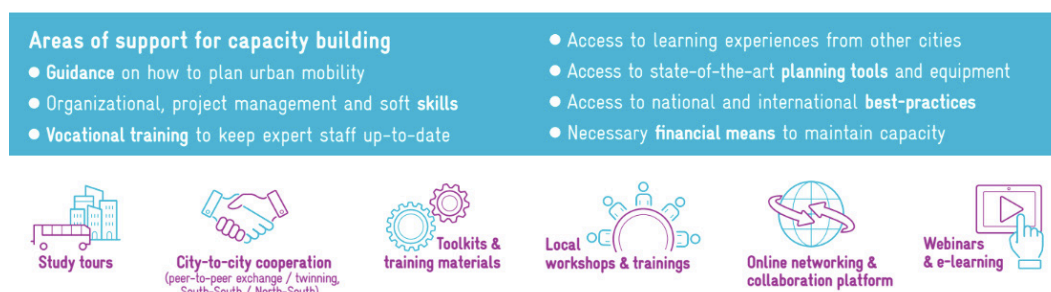 Areas of support for capacity building
● Guidance on how to plan urban mobility
● Organizational, project management and soft skills
● Vocational training to keep expert staff up-to-date
● Access to learning experiences from other cities
● Access to state-of-the-art planning tools and equipment
● Access to national and international best-practices
● Necessary financial means to maintain capacity
Study tours
City-to-city cooperation
(peer-to-peer exchange / twinning,
South-South / North-South)
Toolkits &
training materials
Local
workshops & trainings
Online networking &
collaboration platform
Webinars
& e-learning